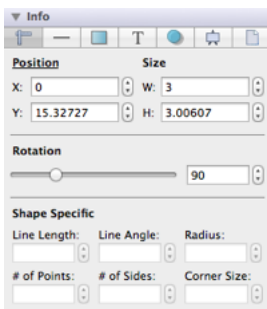 Info
T
Position Size
X: 0 W: 3
Y: 15.32727 H: 3.00607
Rotation
90
Shape Specific
Line Length: Line Angle: Radius:
# of Points: # of Sides: Corner Size: